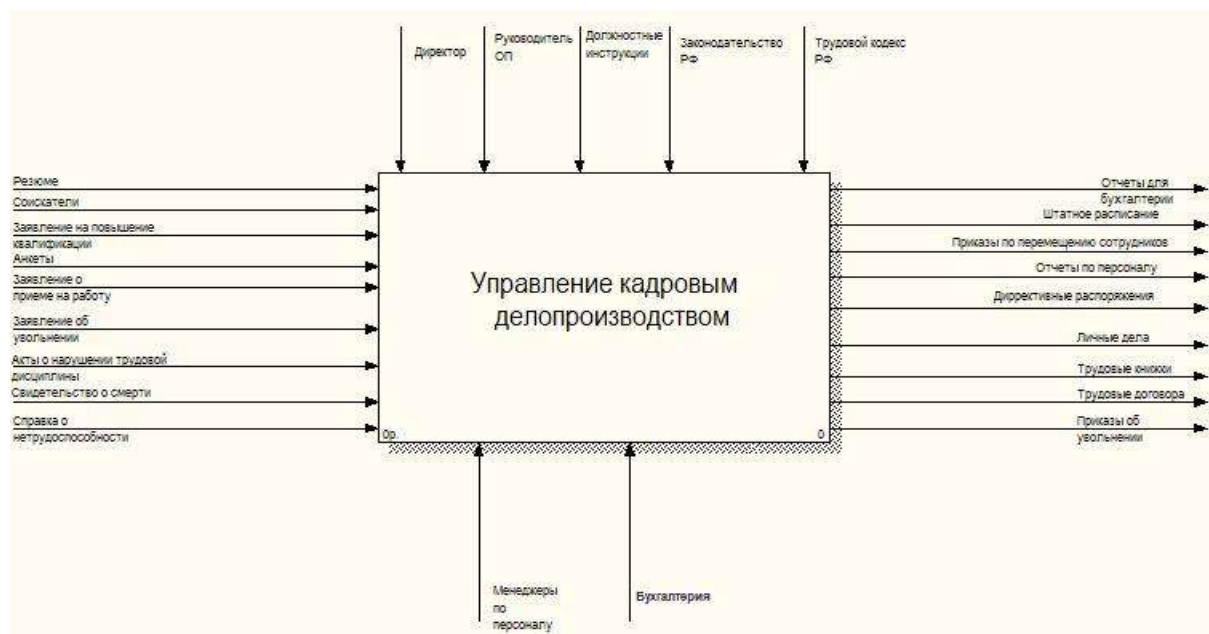 Директор
Руководитель
ОП
Должностные
инструкции
Законодательство
РФ
Трудовой кодекс
РФ
Резюме
Соискатели
Заявление на повышение
квалификации
Анкеты
Заявление о
приеме на работу
Заявление об
увольнении
Акты о нарушении трудовой
дисциплины
Свидетельство о смерти
Справка о
нетрудоспособности
Управление кадровым
делопроизводством
0р.
0
Отчеты для
бухгалтерии
Штатное расписание
Приказы по перемещению сотрудников
Отчеты по персоналу
Диррективные распоряжения
Личные дела
Трудовые книжки
Трудовые договора
Приказы об
увольнении
Менеджеры
по
персоналу
Бухгалтерия